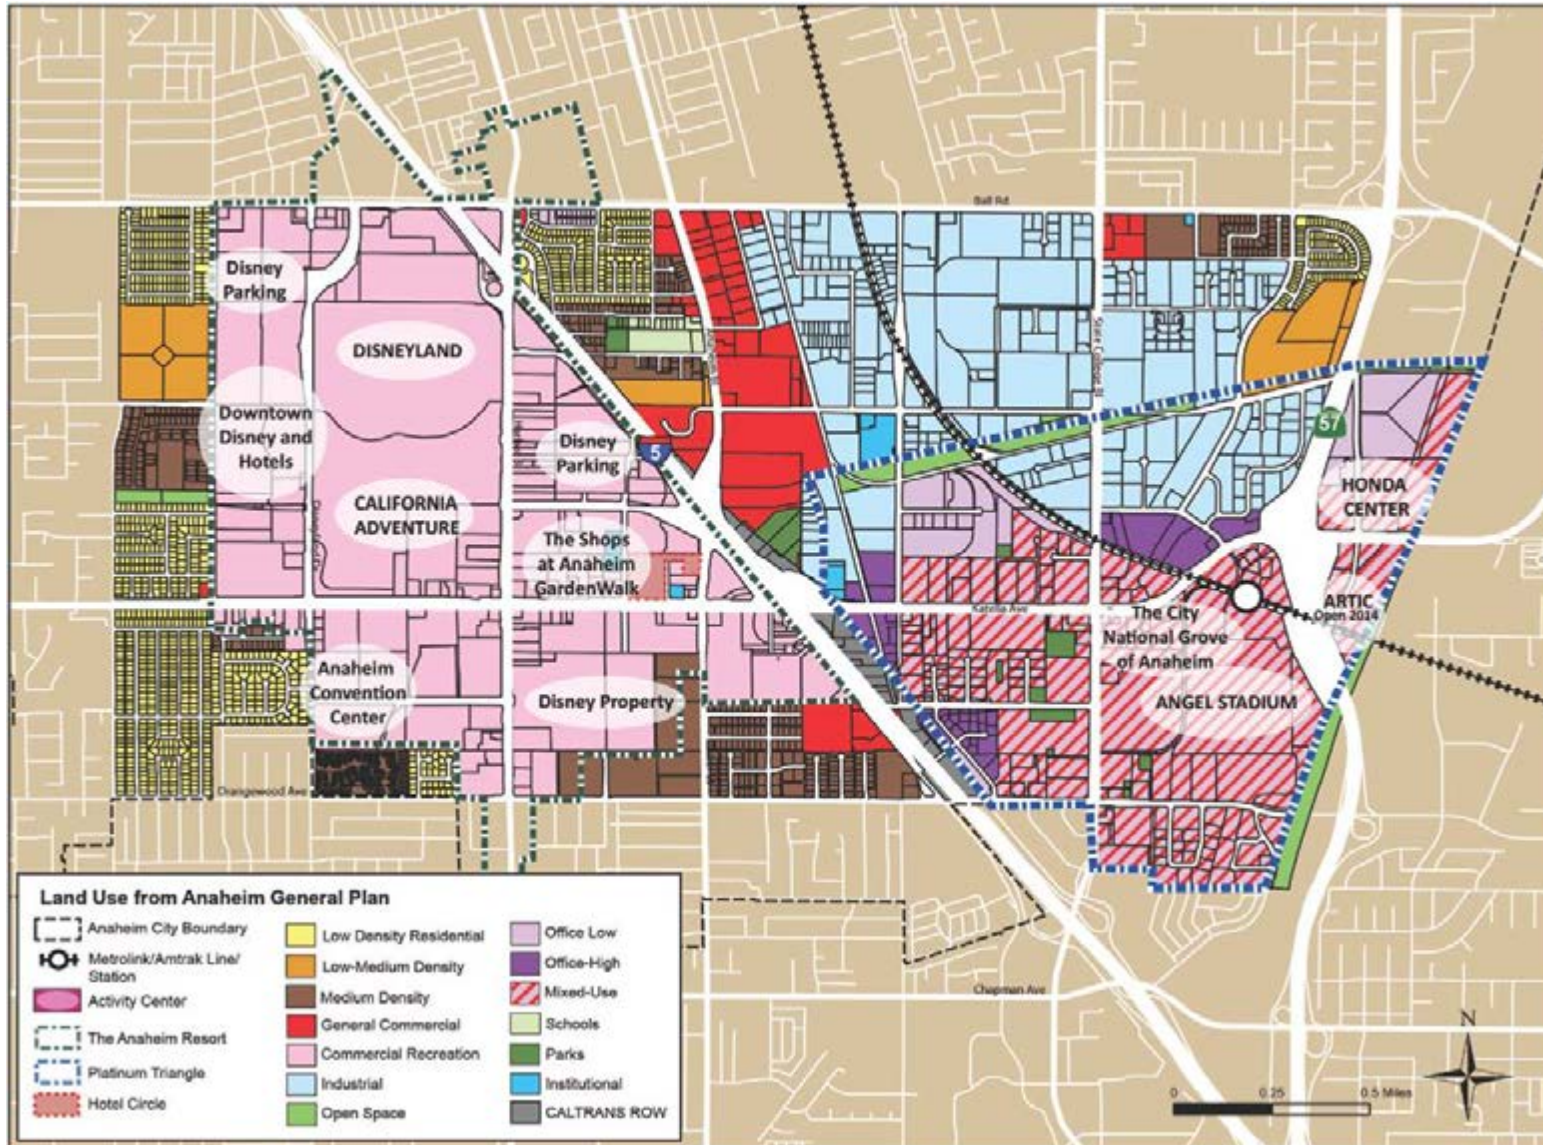 Ball Rd.
Disney
Parking
DISNEYLAND
State College Bl
57
Downtown
Disney and
Hotels
Disney
Parking
5
HONDA
CENTER
CALIFORNIA
ADVENTURE
The Shops
at Anaheim
GardenWalk
Katella Ave
ARTIC
Open 2014
The City
National Grove
of Anaheim
Anaheim
Convention
Center
Disney Property
ANGEL STADIUM
Orangewood Ave
Land Use from Anaheim General Plan
Anaheim City Boundary
Metrolink/Amtrak Line/
Station
Activity Center
The Anaheim Resort
Platinum Triangle
Hotel Circle
Low Density Residential
Low-Medium Density
Medium Density
General Commercial
Commercial Recreation
Industrial
Open Space
Office Low
Office-High
Mixed-Use
Schools
Parks
Institutional
CALTRANS ROW
Chapman Ave
N
0 0.25 0.5 Miles